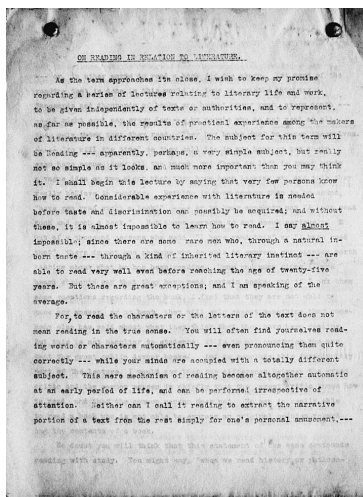 ON READING IN RELATION TO LITERATURE.
As the term approaches its close, I wish to keep my promise
regarding a series of lectures relating to literary life and work,
to be given independently of texts or authorities, and to represent,
as far as possible, the results of practical experience among the makers
of literature in different countries. The subject for this term will
be Reading --- apparently, perhaps, a very simple subject, but really
not so simple as it looks, and much more important than you may think
it. I shall begin this lecture by saying that very few persons know
how to read. Considerable experience with literature is needed
before taste and discrimination can possibly be acquired; and without
these, it is almost impossible to learn how to read. I say almost
impossible; since there are some rare men who, through a natural in-
born taste --- through a kind of inherited literary instinct --- are
able to read very well even before reaching the age of twenty-five
years. But these are great exceptions; and I am speaking of the
average.
For, to read the characters or the letters of the text does not
mean reading in the true sense. You will often find yourselves read-
ing words or characters automatically --- even pronouncing them quite
correctly --- while your minds are occupied with a totally different
subject. This mere mechanism of reading becomes altogether automatic
at an early period of life, and can be performed irrespective of
attention. Neither can I call it reading to extract the narrative
portion of a text from the rest simply for one's personal amusement,---